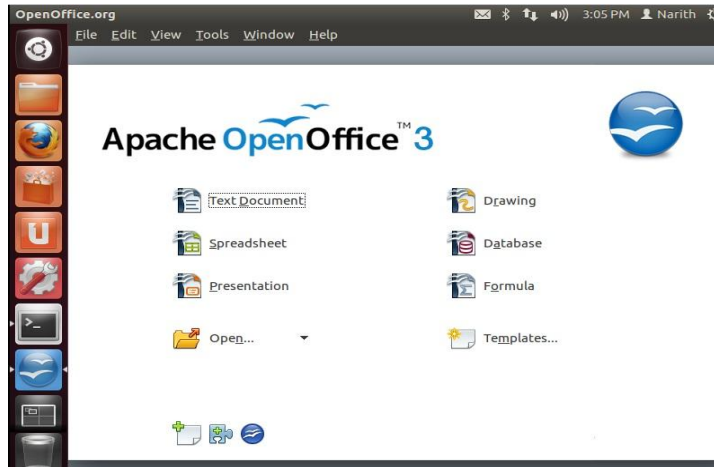 OpenOffice.org 3:05 PM Narith
File Edit View Tools Window Help
Apache OpenOffice™ 3
Text Document Drawing
Spreadsheet Database
Presentation Formula
Open... Templates...